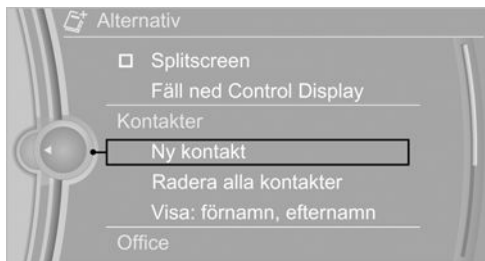 Alternativ
Splitscreen
Fäll ned Control Display
Kontakter
Ny kontakt
Radera alla kontakter
Visa: förnamn, efternamn
Office